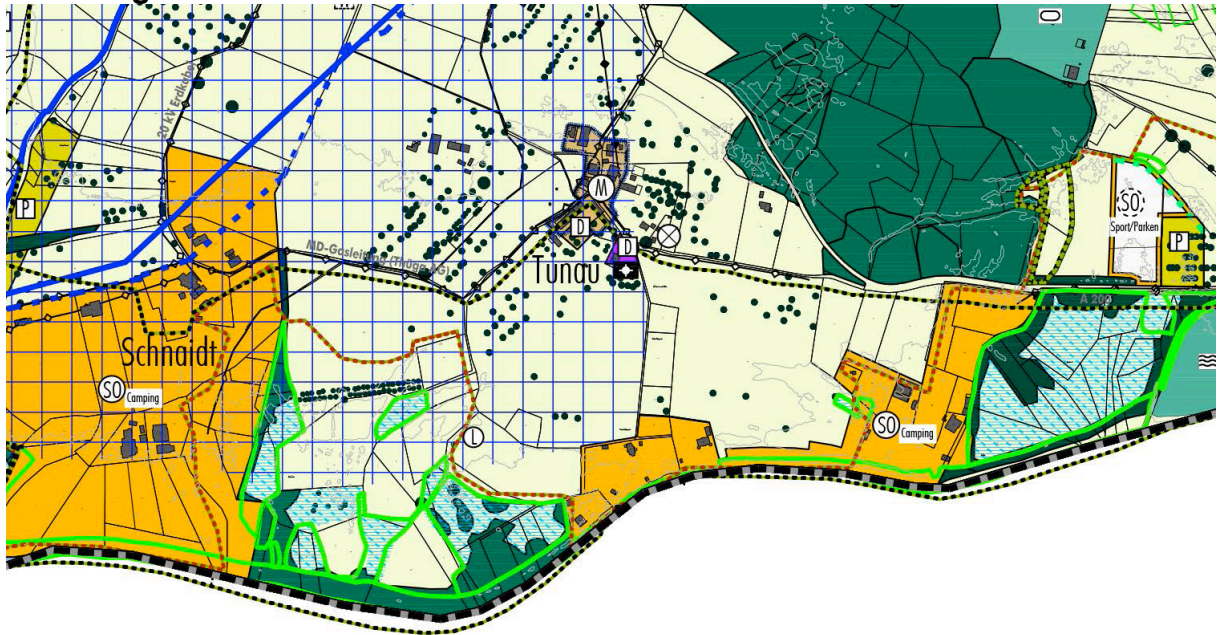 20 kV Erdkabel
P
M
D
D
MD-Gasleitung (Thüga AG)
Tunau
SO
Sport/Parken
P
A 200
Schnaidt
SO
Camping
L
SO
Camping